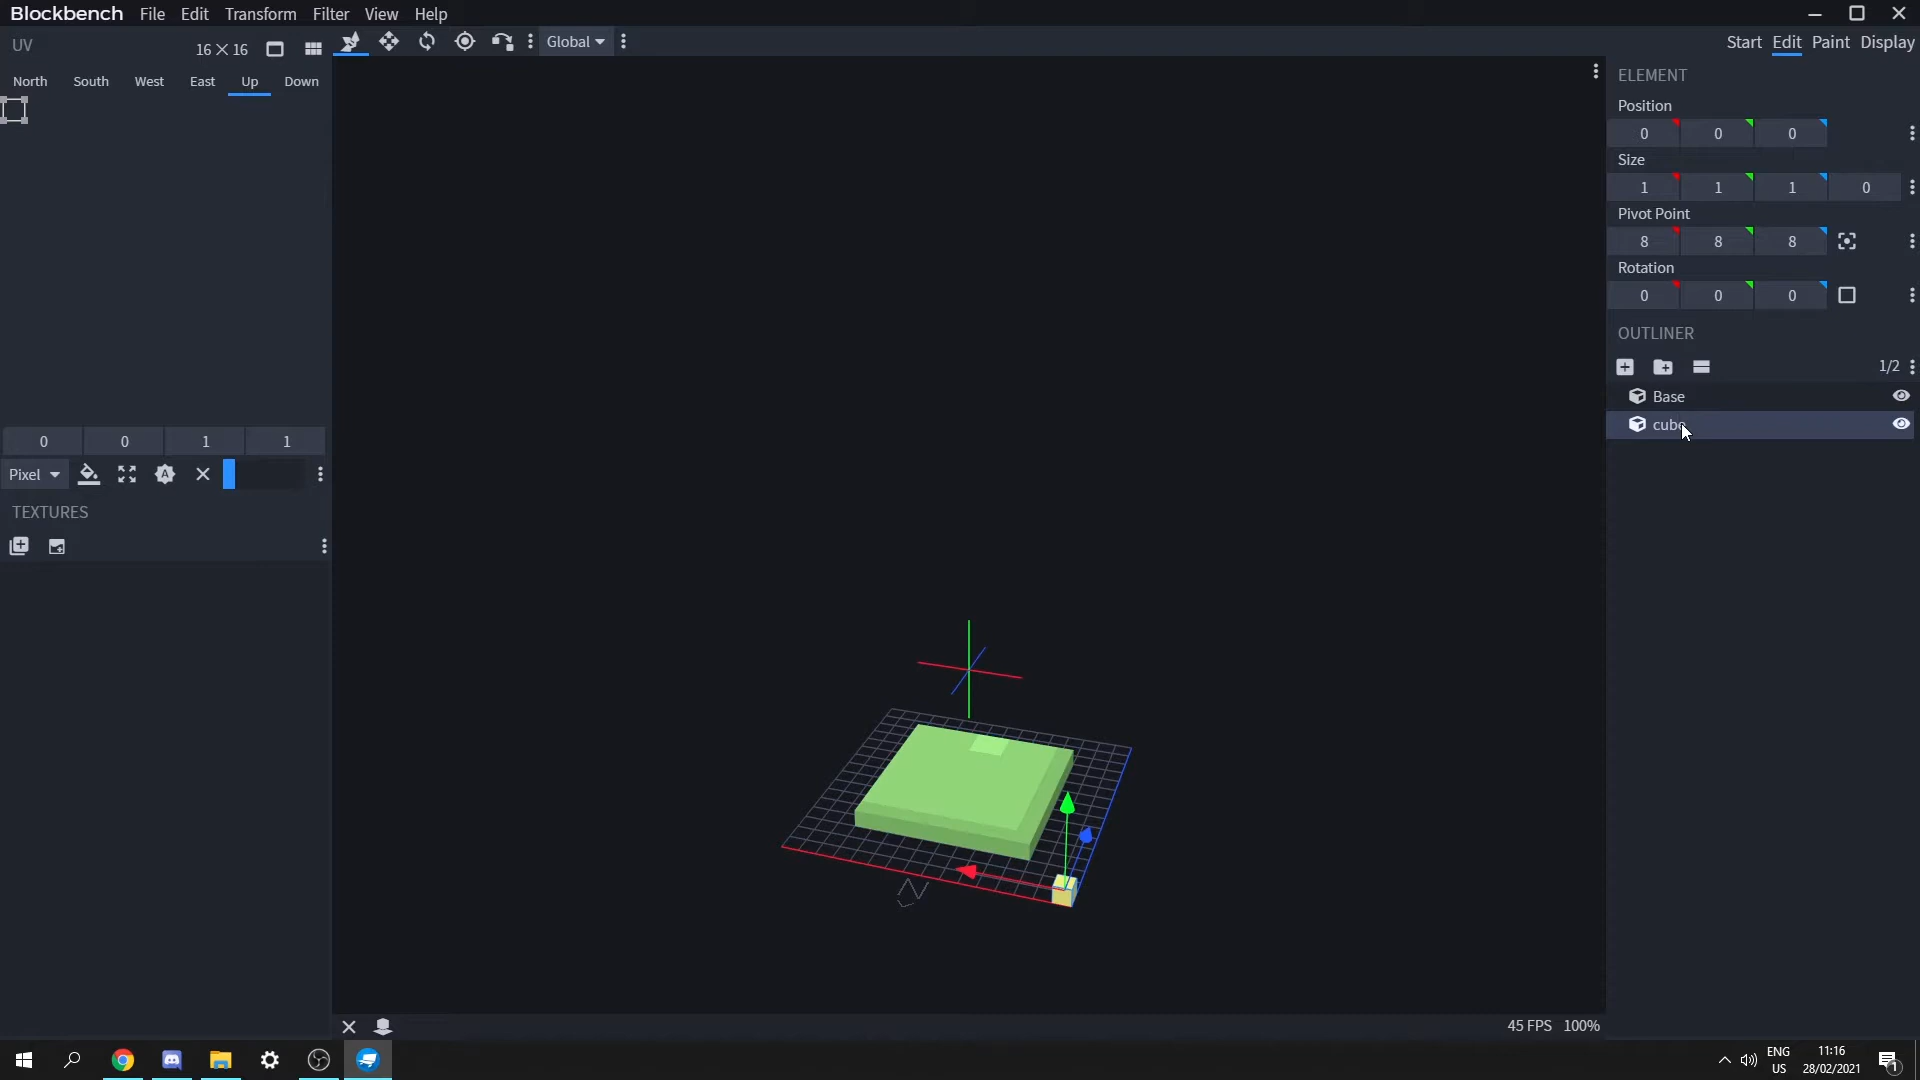 Blockbench File Edit Transform Filter View Help
UV 16 × 16 Global Start Edit Paint Display
North South West East Up Down
ELEMENT
Position
0 0 0
Size
1 1 1 0
Pivot Point
8 8 8
Rotation
0 0 0
OUTLINER
1/2
Base
cube
0 0 1 1
Pixel
TEXTURES
45 FPS 100%
ENG
US
11:16
28/02/2021
1